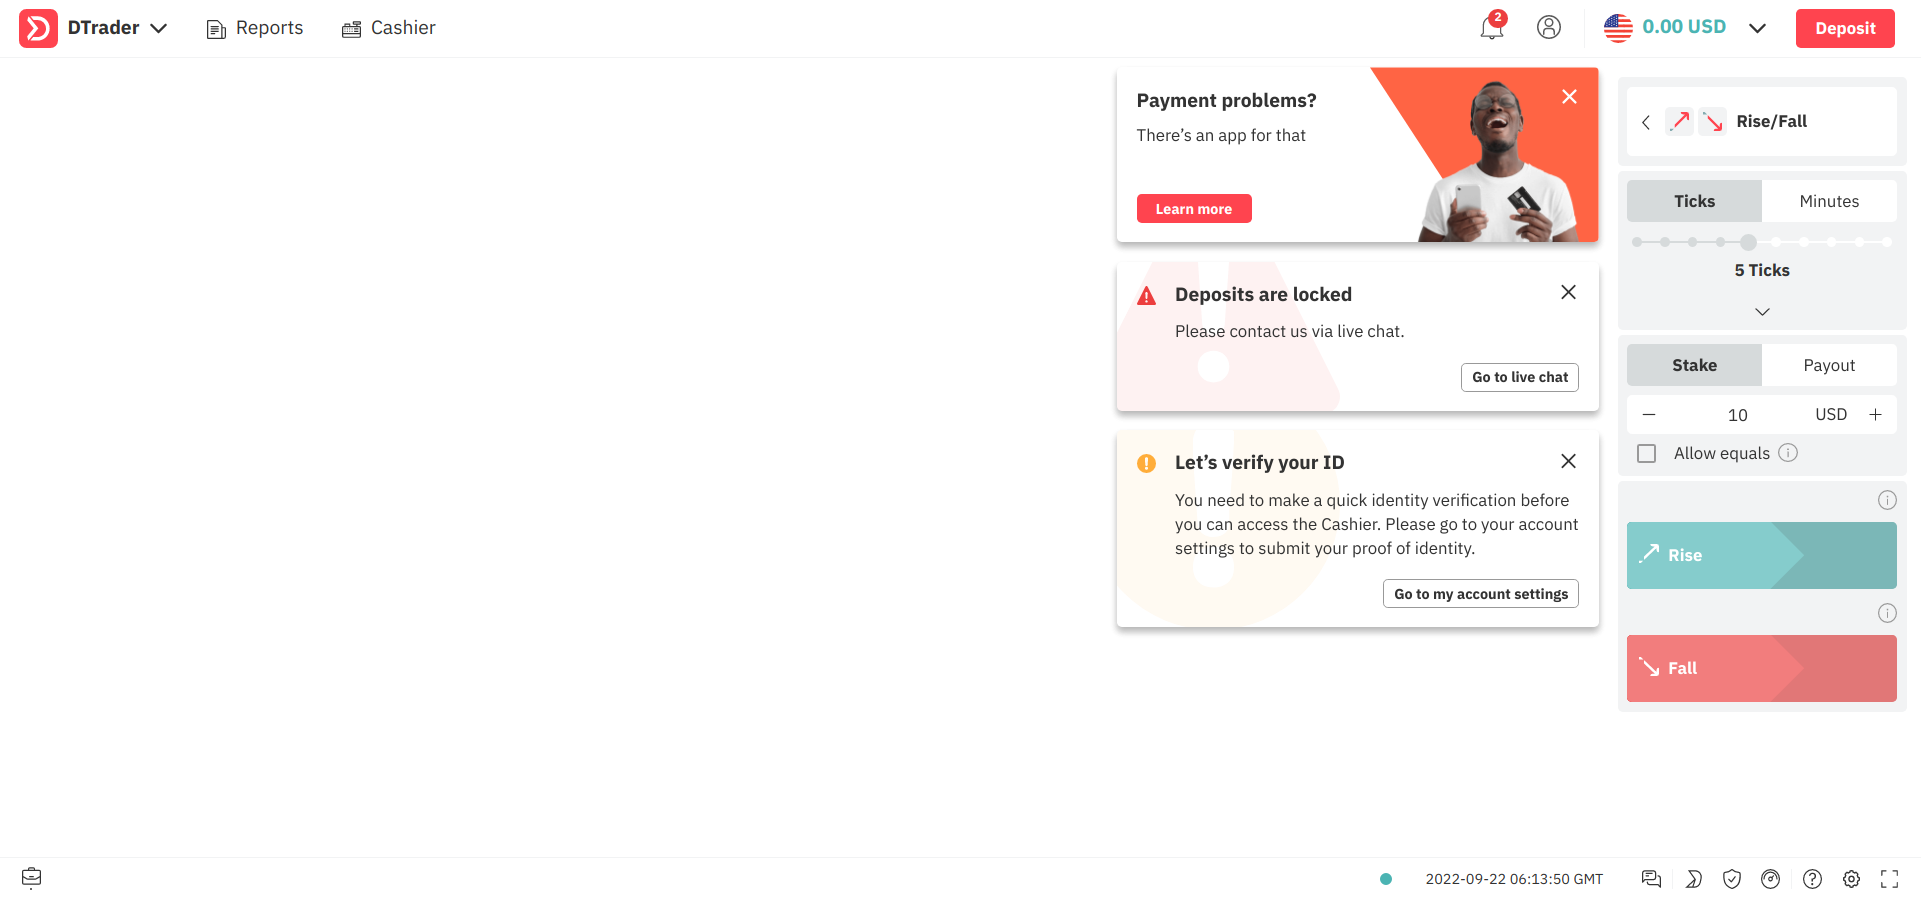 DTrader
Reports
Cashier
2
0.00 USD
Deposit
Payment problems?
There's an app for that
Learn more
Deposits are locked
Please contact us via live chat.
Go to live chat
Let's verify your ID
You need to make a quick identity verification before
you can access the Cashier. Please go to your account
settings to submit your proof of identity.
Go to my account settings
Rise/Fall
Ticks
Minutes
5 Ticks
Stake
Payout
10
USD
Allow equals
Rise
Fall
2022-09-22 06:13:50 GMT